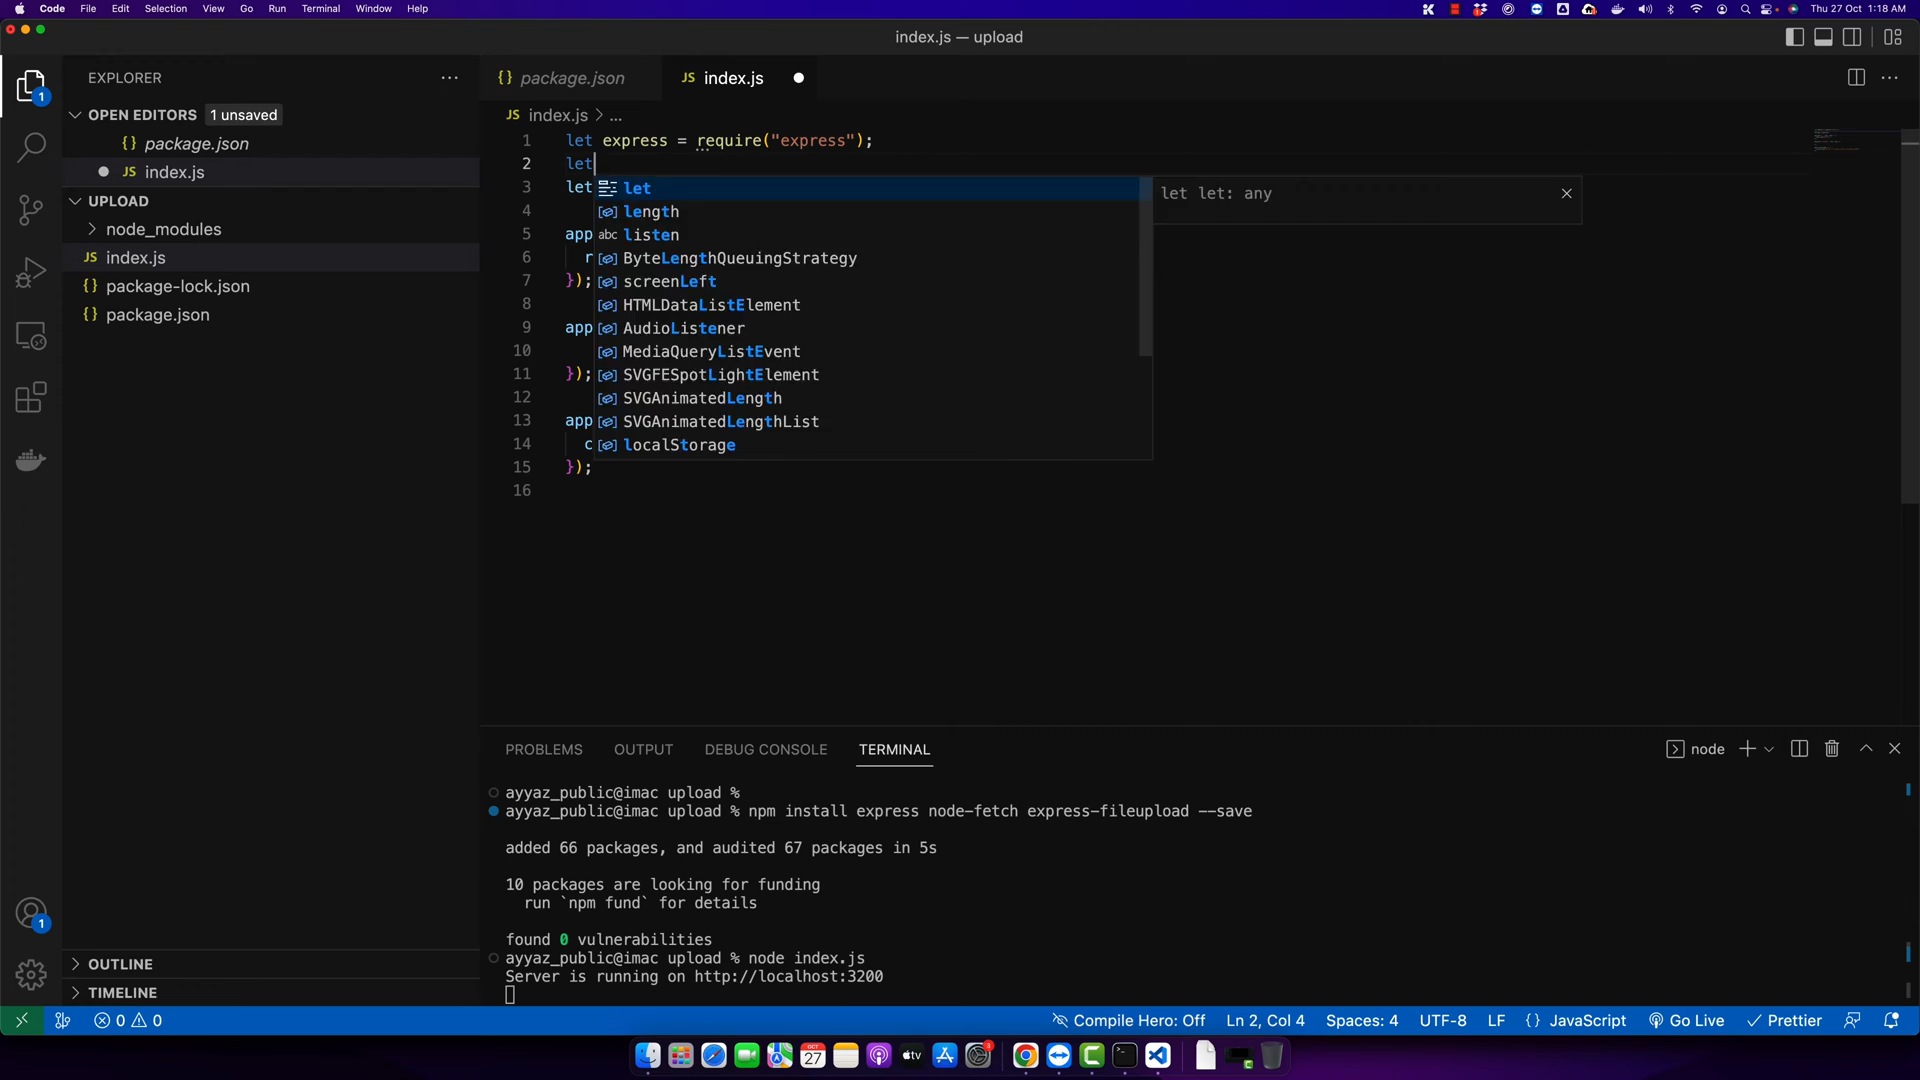 Code File Edit Selection View Go Run Terminal Window Help
Thu 27 Oct 1:18 AM
index.js — upload
EXPLORER
OPEN EDITORS 1 unsaved
{} package.json
JS index.js
UPLOAD
node_modules
JS index.js
{} package-lock.json
{} package.json
OUTLINE
TIMELINE
1
1
{} package.json JS index.js
JS index.js > ...
1 let express = require("express");
2 let
3 let
4
5 app
6 r
7 });
8
9 app
10
11 });
12
13 app
14 c
15 });
16
let
length
abc listen
ByteLengthQueuingStrategy
screenLeft
HTMLDataListElement
AudioListener
MediaQueryListEvent
SVGFESpotLightElement
SVGAnimatedLength
SVGAnimatedLengthList
localStorage
let let: any
PROBLEMS OUTPUT DEBUG CONSOLE TERMINAL
node
ayyaz_public@imac upload %
ayyaz_public@imac upload % npm install express node-fetch express-fileupload --save
added 66 packages, and audited 67 packages in 5s
10 packages are looking for funding
run `npm fund` for details
found 0 vulnerabilities
ayyaz_public@imac upload % node index.js
Server is running on http://localhost:3200
0 0
Compile Hero: Off Ln 2, Col 4 Spaces: 4 UTF-8 LF {} JavaScript Go Live Prettier
OCT
27
tv
3